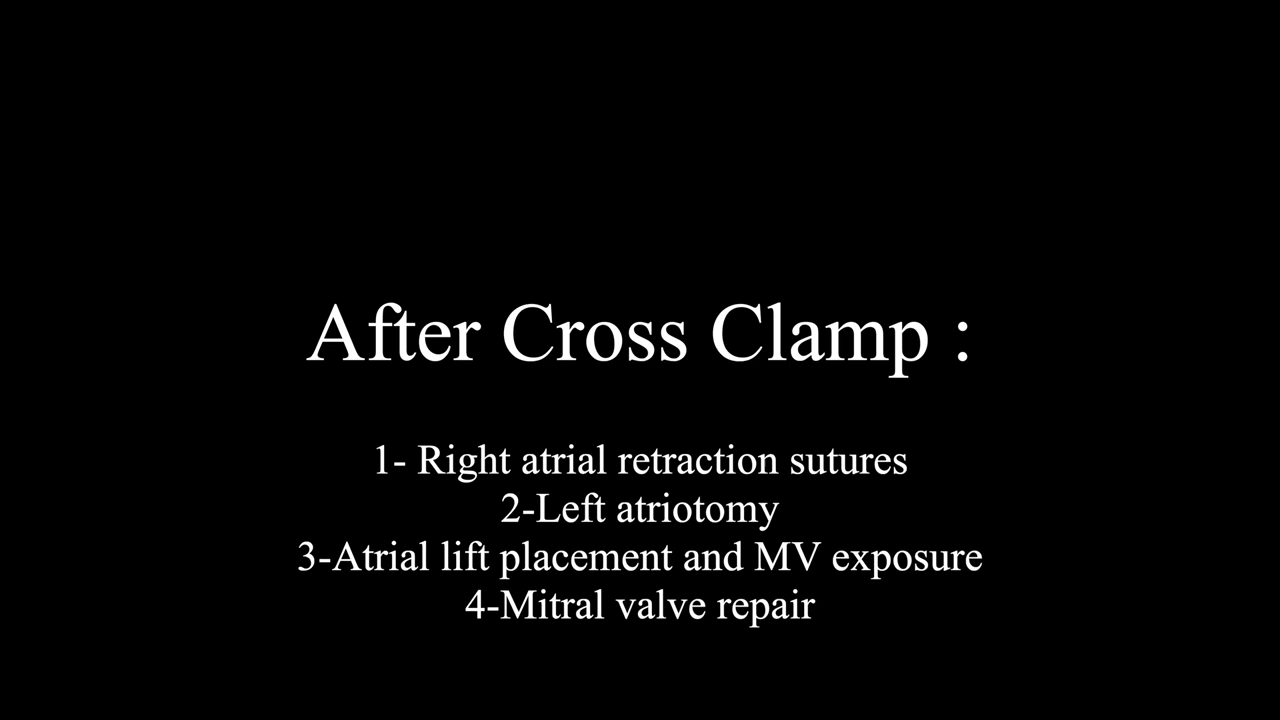 After Cross Clamp :
1- Right atrial retraction sutures
2-Left atriotomy
3-Atrial lift placement and MV exposure
4-Mitral valve repair